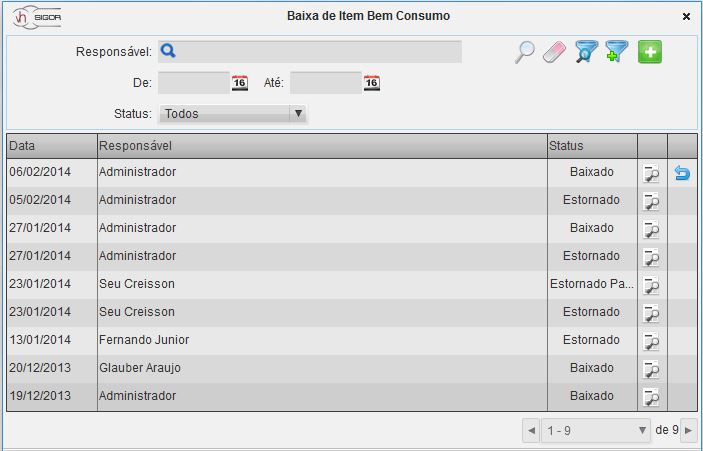 vh SIGOR
Baixa de Item Bem Consumo
Responsável:
De: 16 Até: 16
Status: Todos
Data Responsável Status
06/02/2014 Administrador Baixado
05/02/2014 Administrador Estornado
27/01/2014 Administrador Baixado
27/01/2014 Administrador Estornado
23/01/2014 Seu Creisson Estornado Pa...
23/01/2014 Seu Creisson Estornado
13/01/2014 Fernando Junior Estornado
20/12/2013 Glauber Araujo Baixado
19/12/2013 Administrador Baixado
1 - 9 de 9